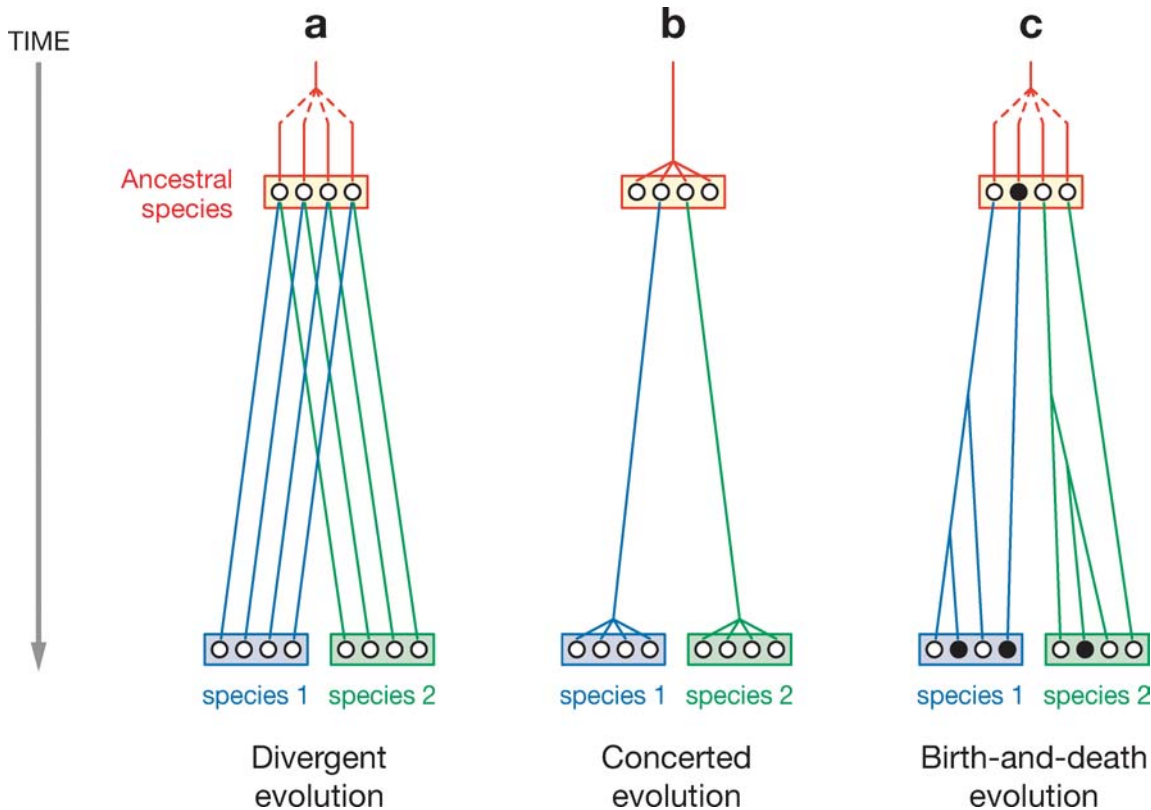 TIME
a
b
c
Ancestral
species
species 1
species 2
species 1
species 2
species 1
species 2
Divergent
evolution
Concerted
evolution
Birth-and-death
evolution